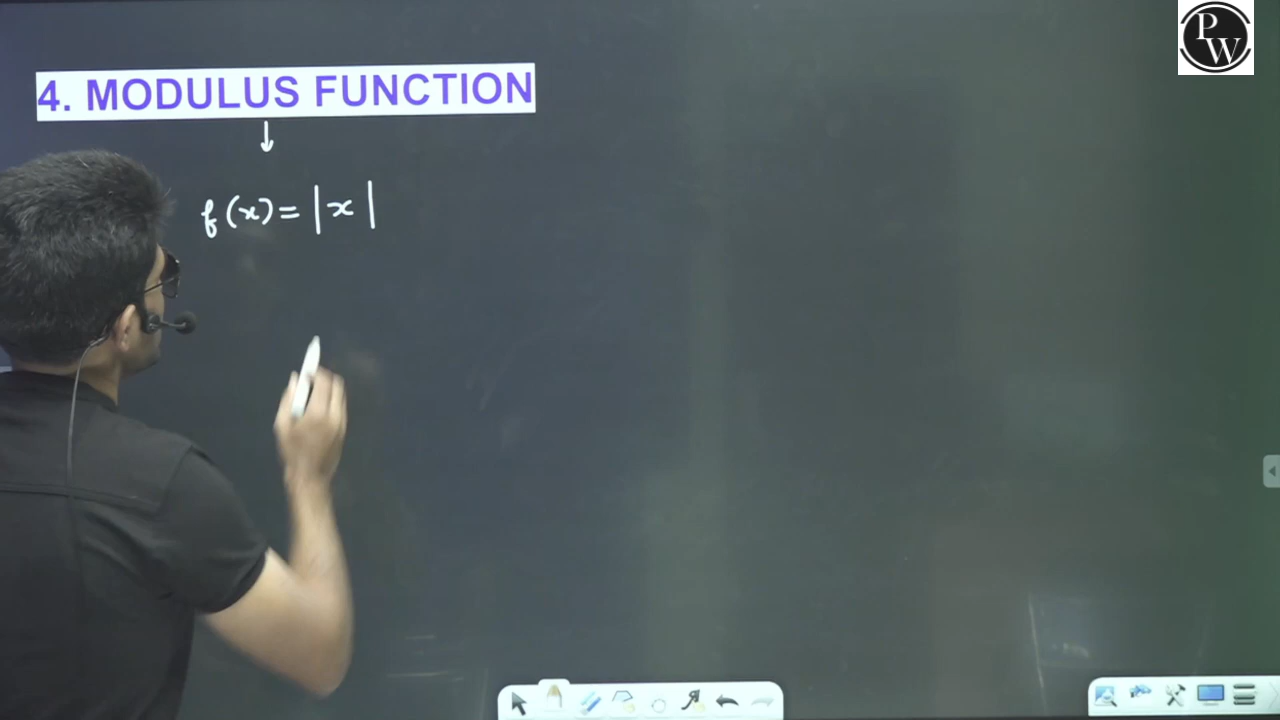 PW
4. MODULUS FUNCTION
↓
f(x) = |x|